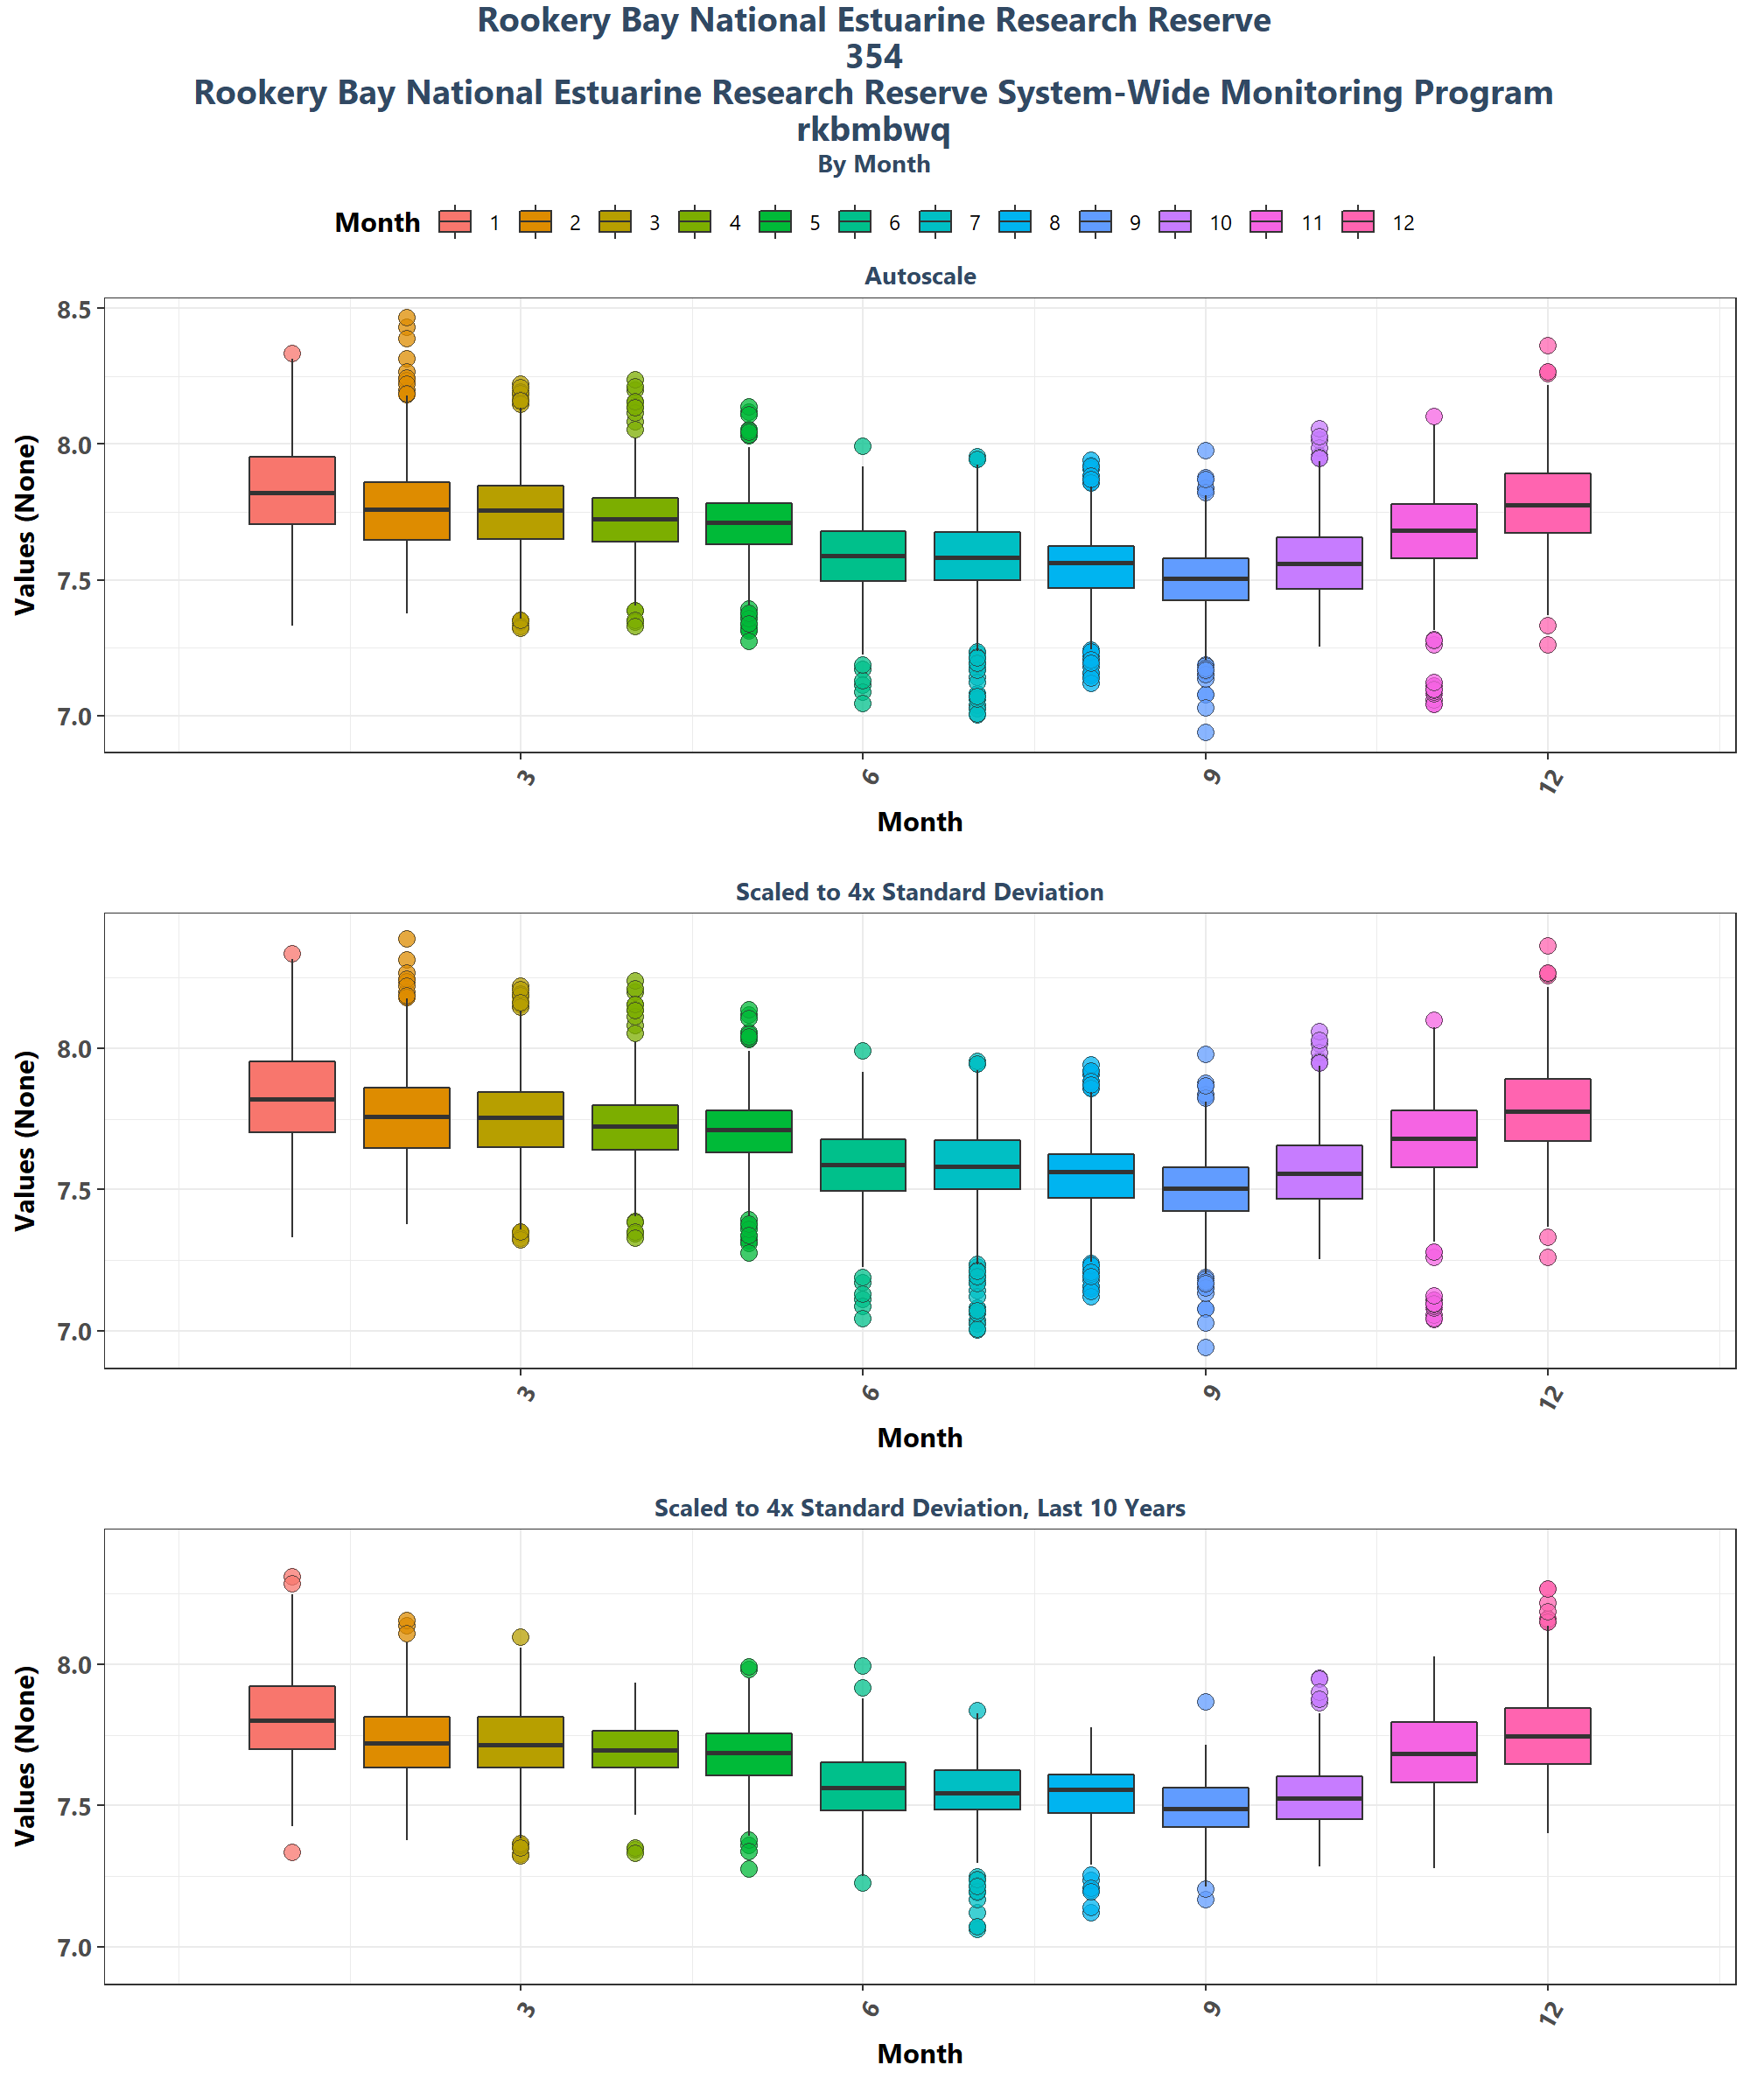 Rookery Bay National Estuarine Research Reserve
354
Rookery Bay National Estuarine Research Reserve System-Wide Monitoring Program
rkbmbwq
By Month
Month 1 2 3 4 5 6 7 8 9 10 11 12
Autoscale
Values (None)
8.5
8.0
7.5
7.0
3 6 9 12
Month
Scaled to 4x Standard Deviation
Values (None)
8.0
7.5
7.0
3 6 9 12
Month
Scaled to 4x Standard Deviation, Last 10 Years
Values (None)
8.0
7.5
7.0
3 6 9 12
Month